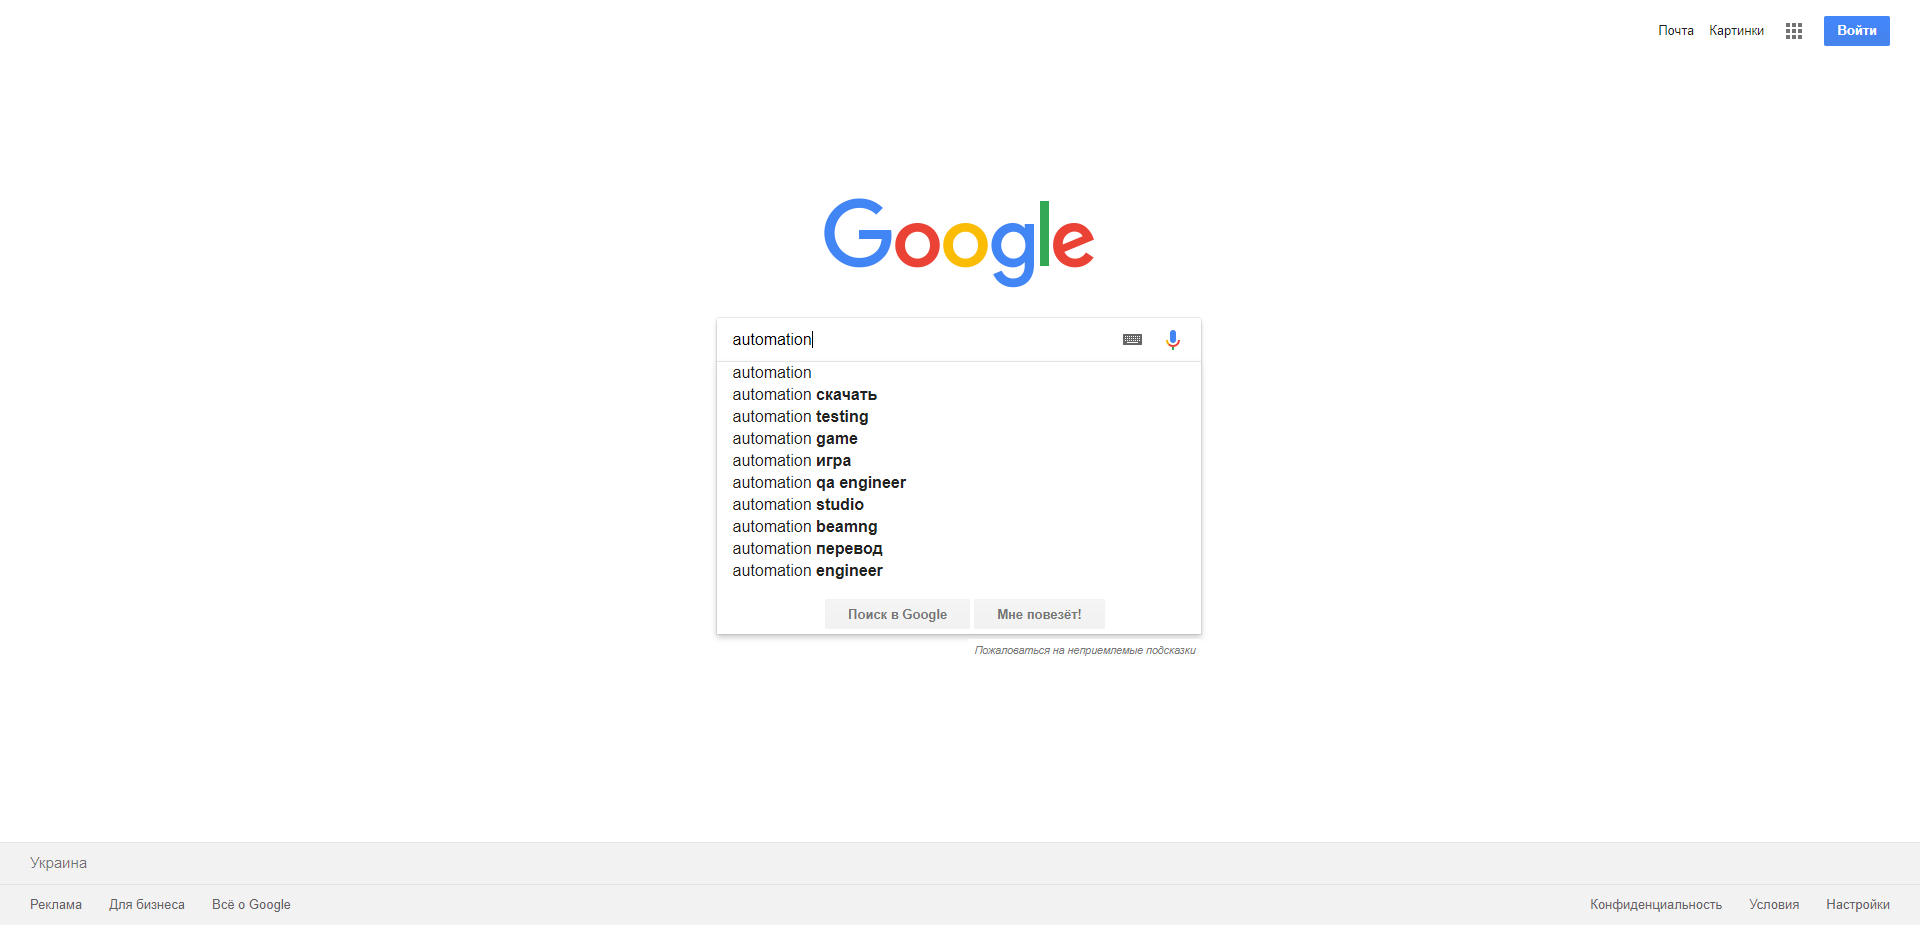 Почта Картинки Войти
Google
automation
automation
automation скачать
automation testing
automation game
automation игра
automation qa engineer
automation studio
automation beamng
automation перевод
automation engineer
Поиск в Google Мне повезёт!
Пожаловаться на неприемлемые подсказки
Украина
Реклама Для бизнеса Всё о Google Конфиденциальность Условия Настройки